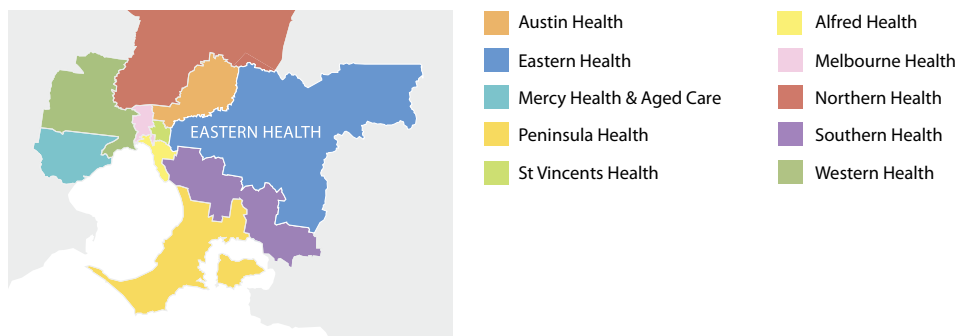 EASTERN HEALTH
Austin Health
Eastern Health
Mercy Health & Aged Care
Peninsula Health
St Vincents Health
Alfred Health
Melbourne Health
Northern Health
Southern Health
Western Health